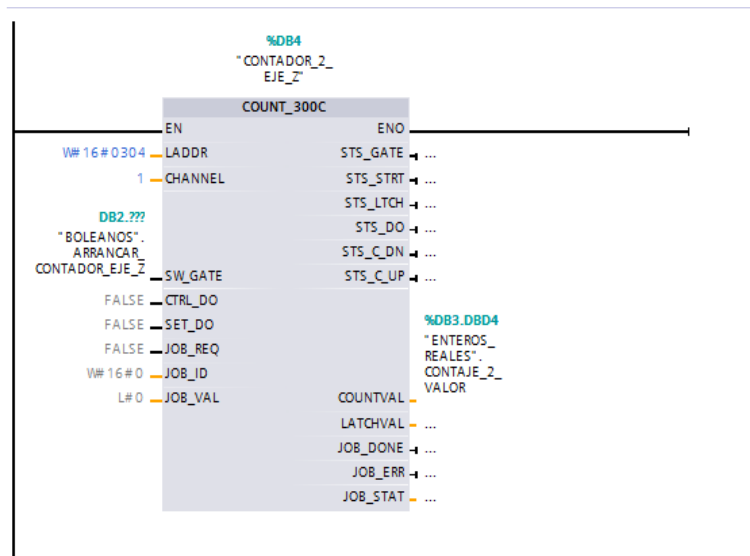 %DB4
"CONTADOR_2_
EJE_Z"
COUNT_300C
EN ENO
W#16#0304 LADDR STS_GATE ...
1 CHANNEL STS_STRT ...
STS_LTCH ...
DB2.???
STS_DO ...
"BOLEANOS".
ARRANCAR_
STS_C_DN ...
CONTADOR_EJE_Z
SW_GATE STS_C_UP ...
FALSE CTRL_DO
FALSE SET_DO
%DB3.DBD4
"ENTEROS_
REALES".
CONTAJE_2_
VALOR
FALSE JOB_REQ
W#16#0 JOB_ID
L#0 JOB_VAL COUNTVAL
LATCHVAL ...
JOB_DONE ...
JOB_ERR ...
JOB_STAT ...